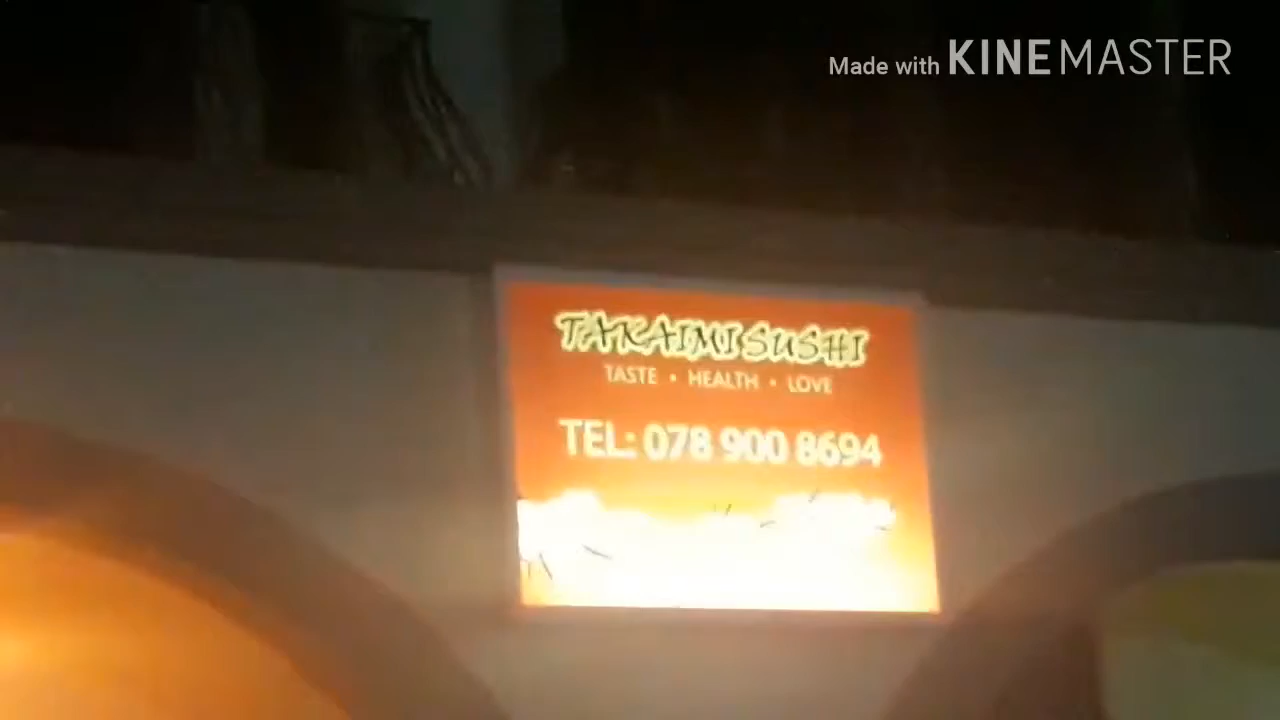 Made with KINEMASTER
TAKAIMI SUSHI
TASTE • HEALTH • LOVE
TEL: 078 900 8694